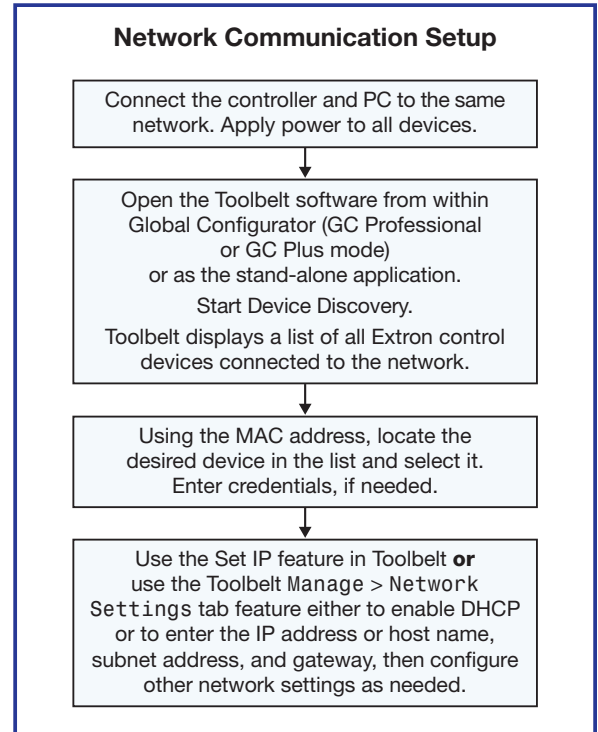 Network Communication Setup
Connect the controller and PC to the same
network. Apply power to all devices.
Open the Toolbelt software from within
Global Configurator (GC Professional
or GC Plus mode)
or as the stand-alone application.
Start Device Discovery.
Toolbelt displays a list of all Extron control
devices connected to the network.
Using the MAC address, locate the
desired device in the list and select it.
Enter credentials, if needed.
Use the Set IP feature in Toolbelt or
use the Toolbelt Manage > Network
Settings tab feature either to enable DHCP
or to enter the IP address or host name,
subnet address, and gateway, then configure
other network settings as needed.